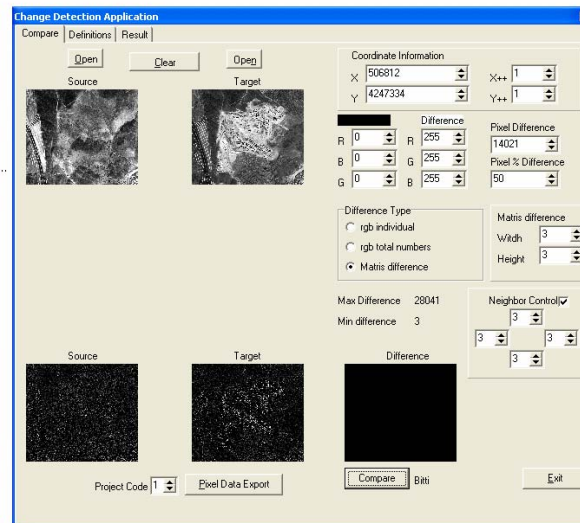 Change Detection Application
Compare Definitions Result
Open Clear Open
Source Target
Coordinate Information
X 506812 X++ 1
Y 4247334 Y++ 1
Difference
R 0 R 255
B 0 G 255
G 0 B 255
Pixel Difference
14021
Pixel % Difference
50
Difference Type
rgb individual
rgb total numbers
Matris difference
Matris difference
Witdh 3
Height 3
Max Difference 28041
Min difference 3
Neighbor Control
3
3 3
3
Source Target Difference
Project Code 1 Pixel Data Export
Compare Bitti Exit